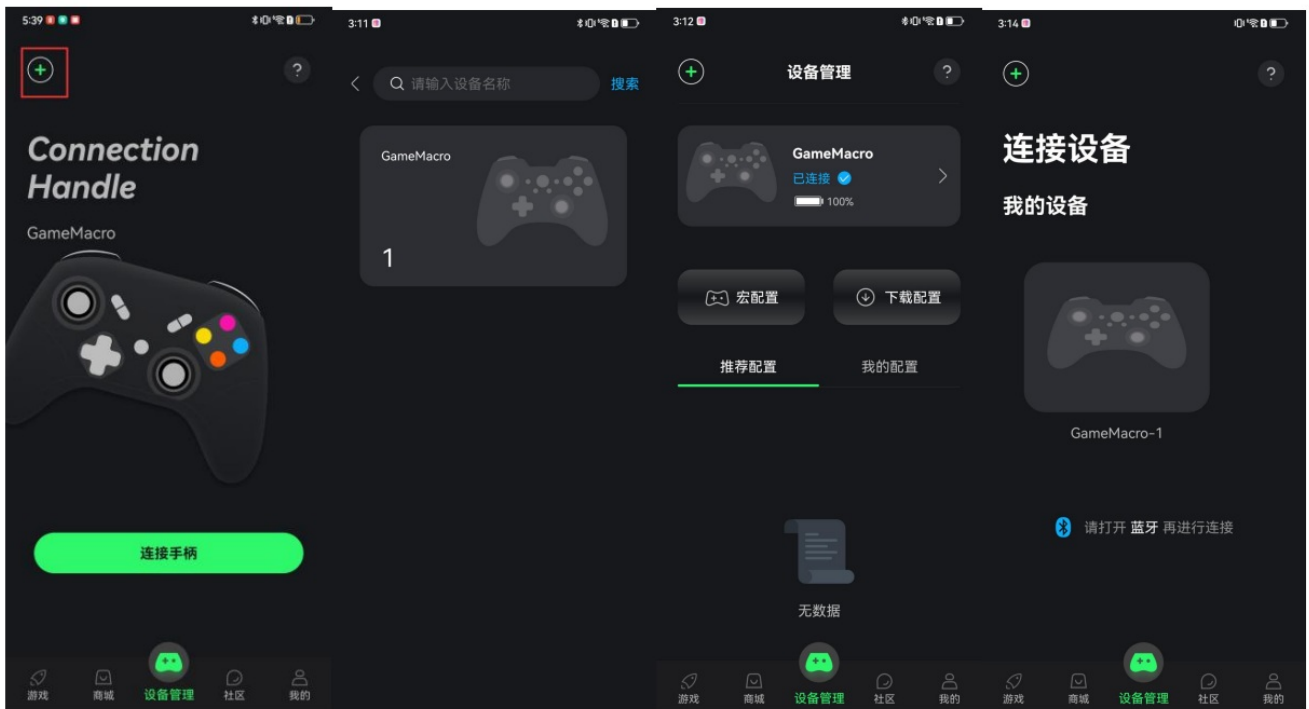 5:39
?
Connection
Handle
GameMacro
连接手柄
游戏
商城
设备管理
社区
我的
3:11
请输入设备名称
搜索
GameMacro
1
3:12
设备管理
?
GameMacro
已连接
100%
宏配置
下载配置
推荐配置
我的配置
无数据
游戏
商城
设备管理
社区
我的
3:14
?
连接设备
我的设备
GameMacro-1
请打开 蓝牙 再进行连接
游戏
商城
设备管理
社区
我的